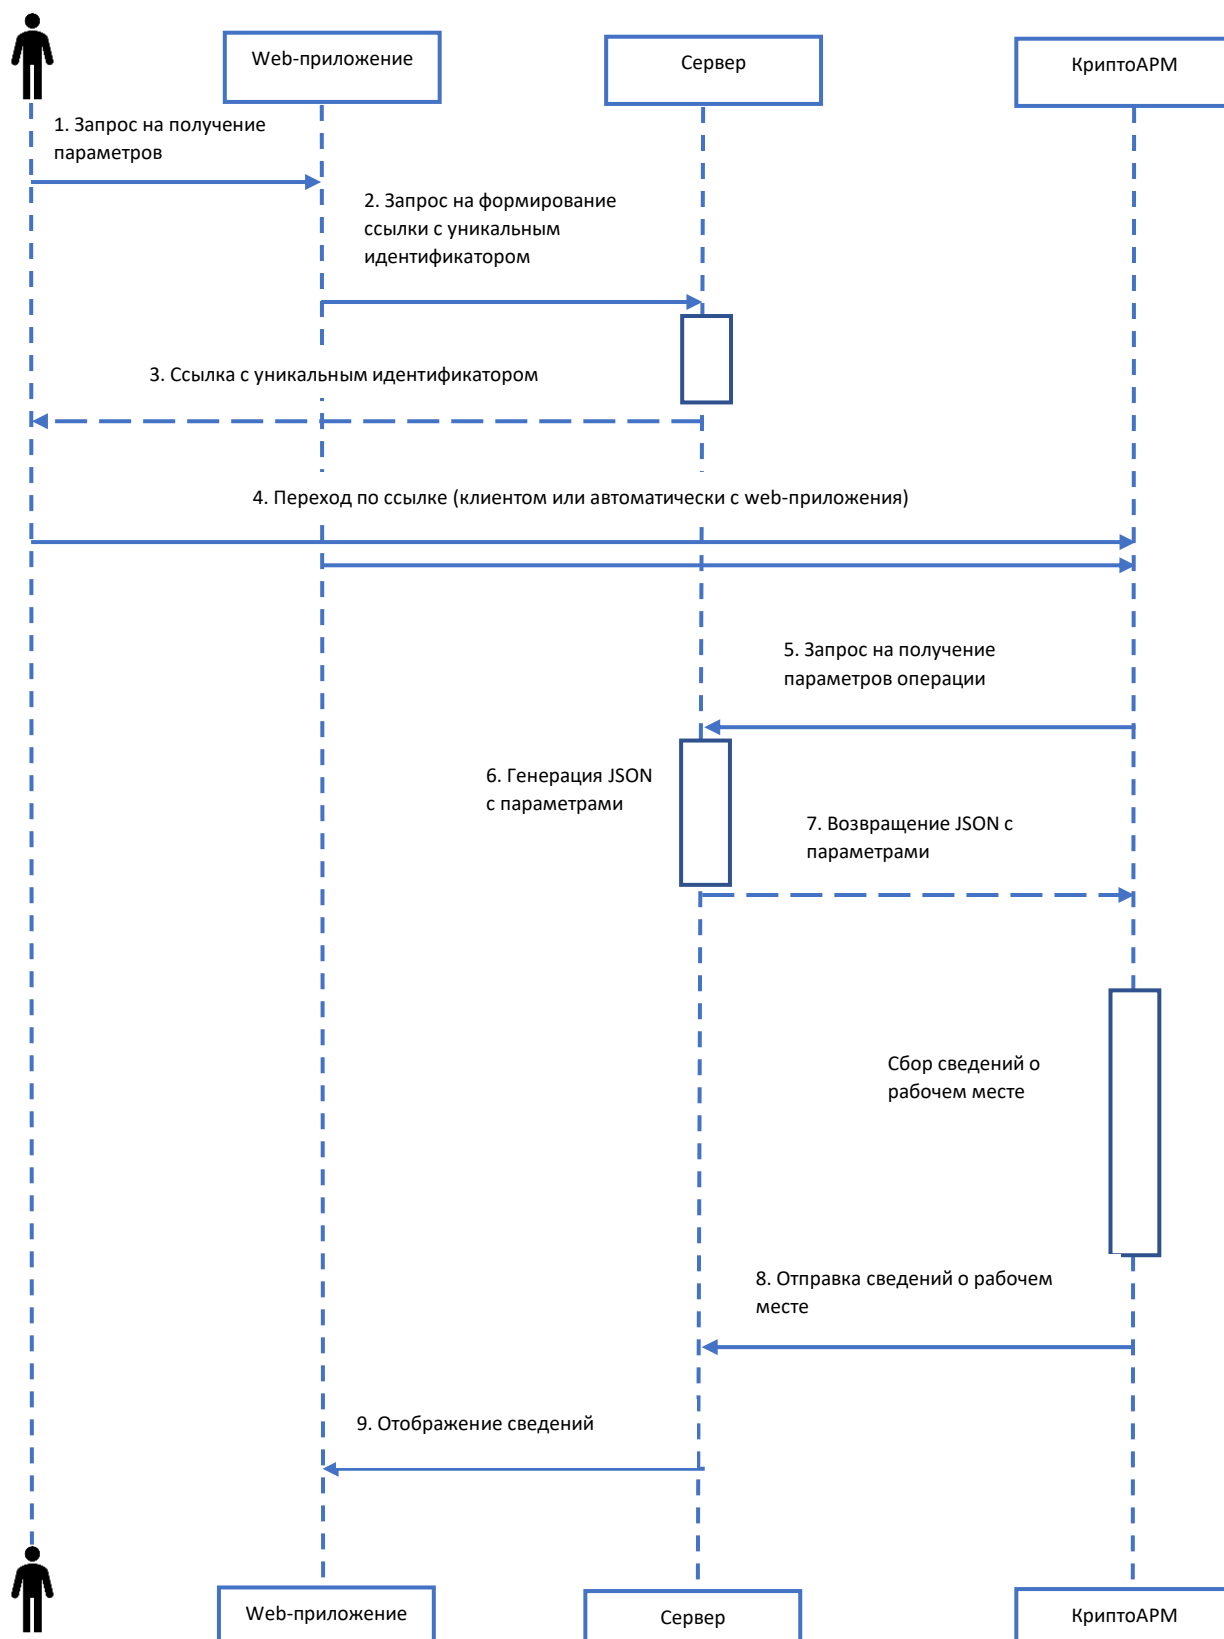 Web-приложение
Сервер
КриптоАРМ
1. Запрос на получение
параметров
2. Запрос на формирование
ссылки с уникальным
идентификатором
3. Ссылка с уникальным идентификатором
4. Переход по ссылке (клиентом или автоматически с web-приложения)
5. Запрос на получение
параметров операции
6. Генерация JSON
с параметрами
7. Возвращение JSON с
параметрами
Сбор сведений о
рабочем месте
8. Отправка сведений о рабочем
месте
9. Отображение сведений
Web-приложение
Сервер
КриптоАРМ